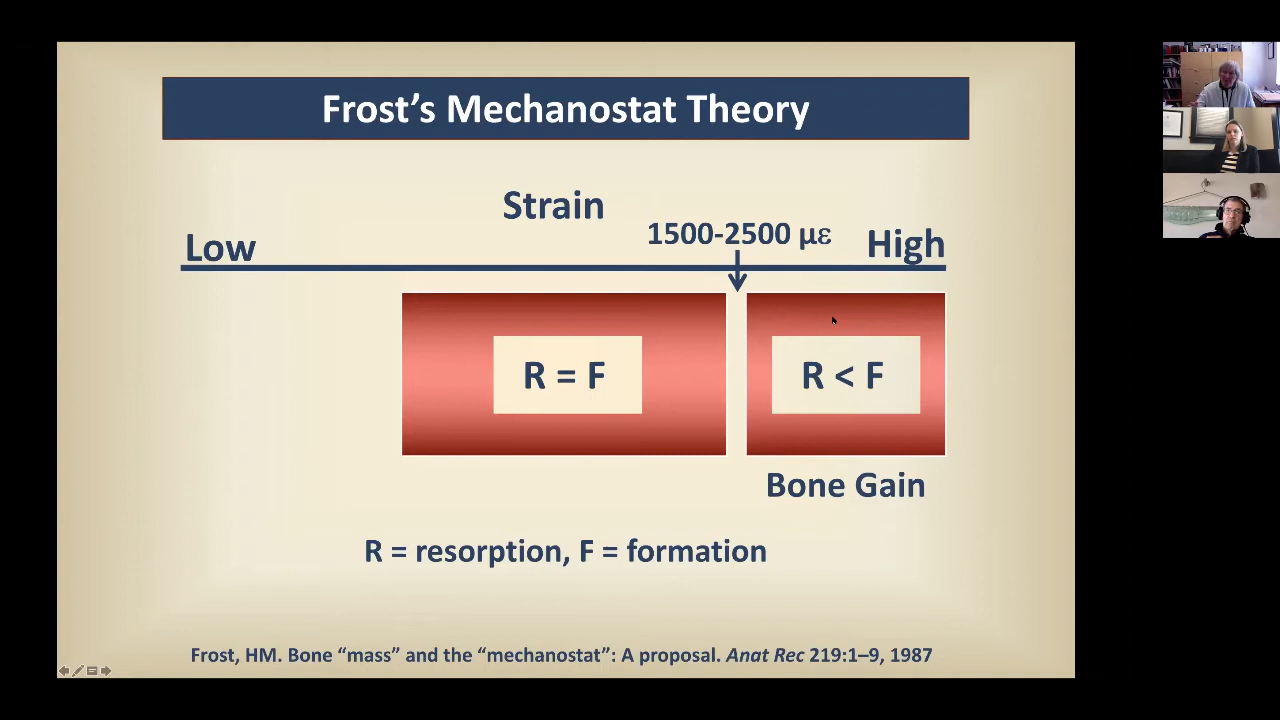 Frost’s Mechanostat Theory
Strain
1500-2500 με
Low
High
R = F
R < F
Bone Gain
R = resorption, F = formation
Frost, HM. Bone “mass” and the “mechanostat”: A proposal. Anat Rec 219:1–9, 1987